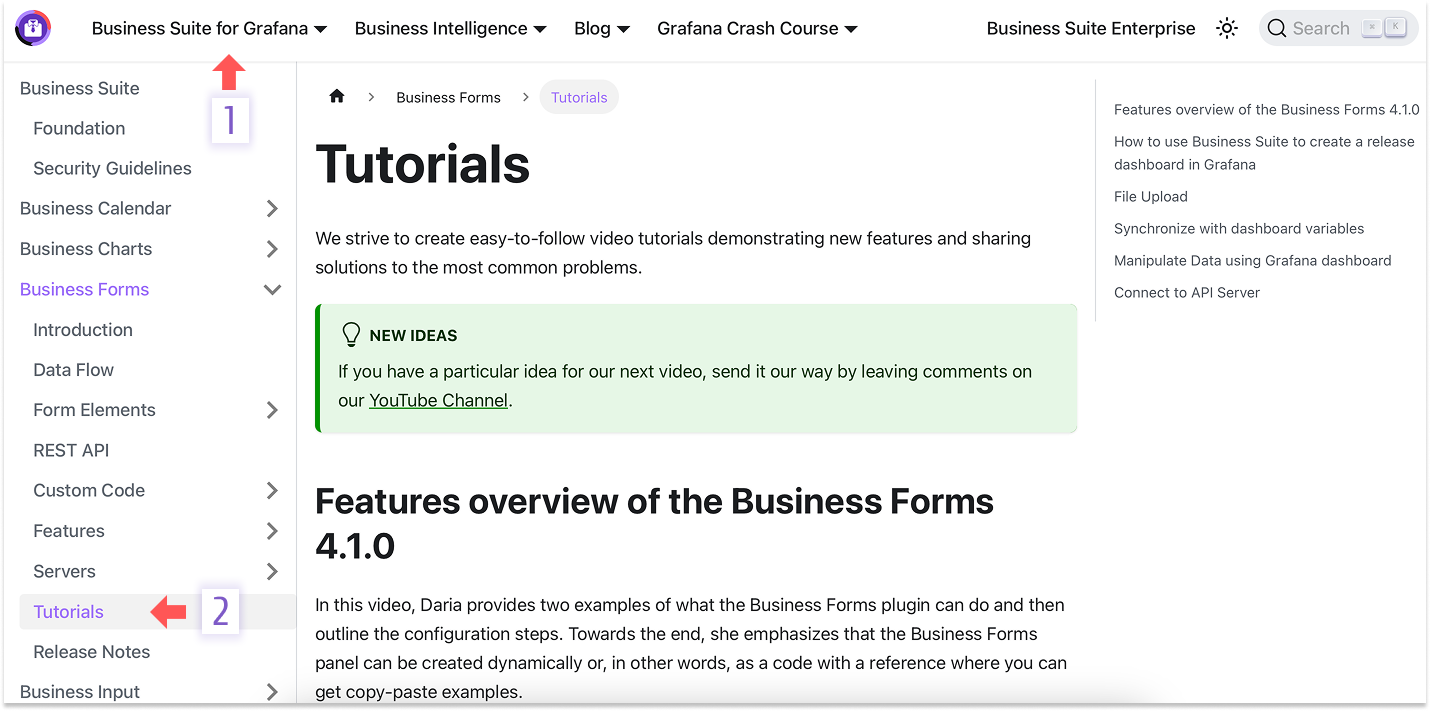 Business Suite for Grafana
Business Intelligence
Blog
Grafana Crash Course
Business Suite Enterprise
Search
⌘ K
1
Business Suite
Foundation
Security Guidelines
Business Calendar
Business Charts
Business Forms
Introduction
Data Flow
Form Elements
REST API
Custom Code
Features
Servers
Tutorials
2
Release Notes
Business Input
Business Forms
Tutorials
Tutorials
We strive to create easy-to-follow video tutorials demonstrating new features and sharing
solutions to the most common problems.
NEW IDEAS
If you have a particular idea for our next video, send it our way by leaving comments on
our YouTube Channel.
Features overview of the Business Forms
4.1.0
In this video, Daria provides two examples of what the Business Forms plugin can do and then
outline the configuration steps. Towards the end, she emphasizes that the Business Forms
panel can be created dynamically or, in other words, as a code with a reference where you can
get copy-paste examples.
Features overview of the Business Forms 4.1.0
How to use Business Suite to create a release
dashboard in Grafana
File Upload
Synchronize with dashboard variables
Manipulate Data using Grafana dashboard
Connect to API Server